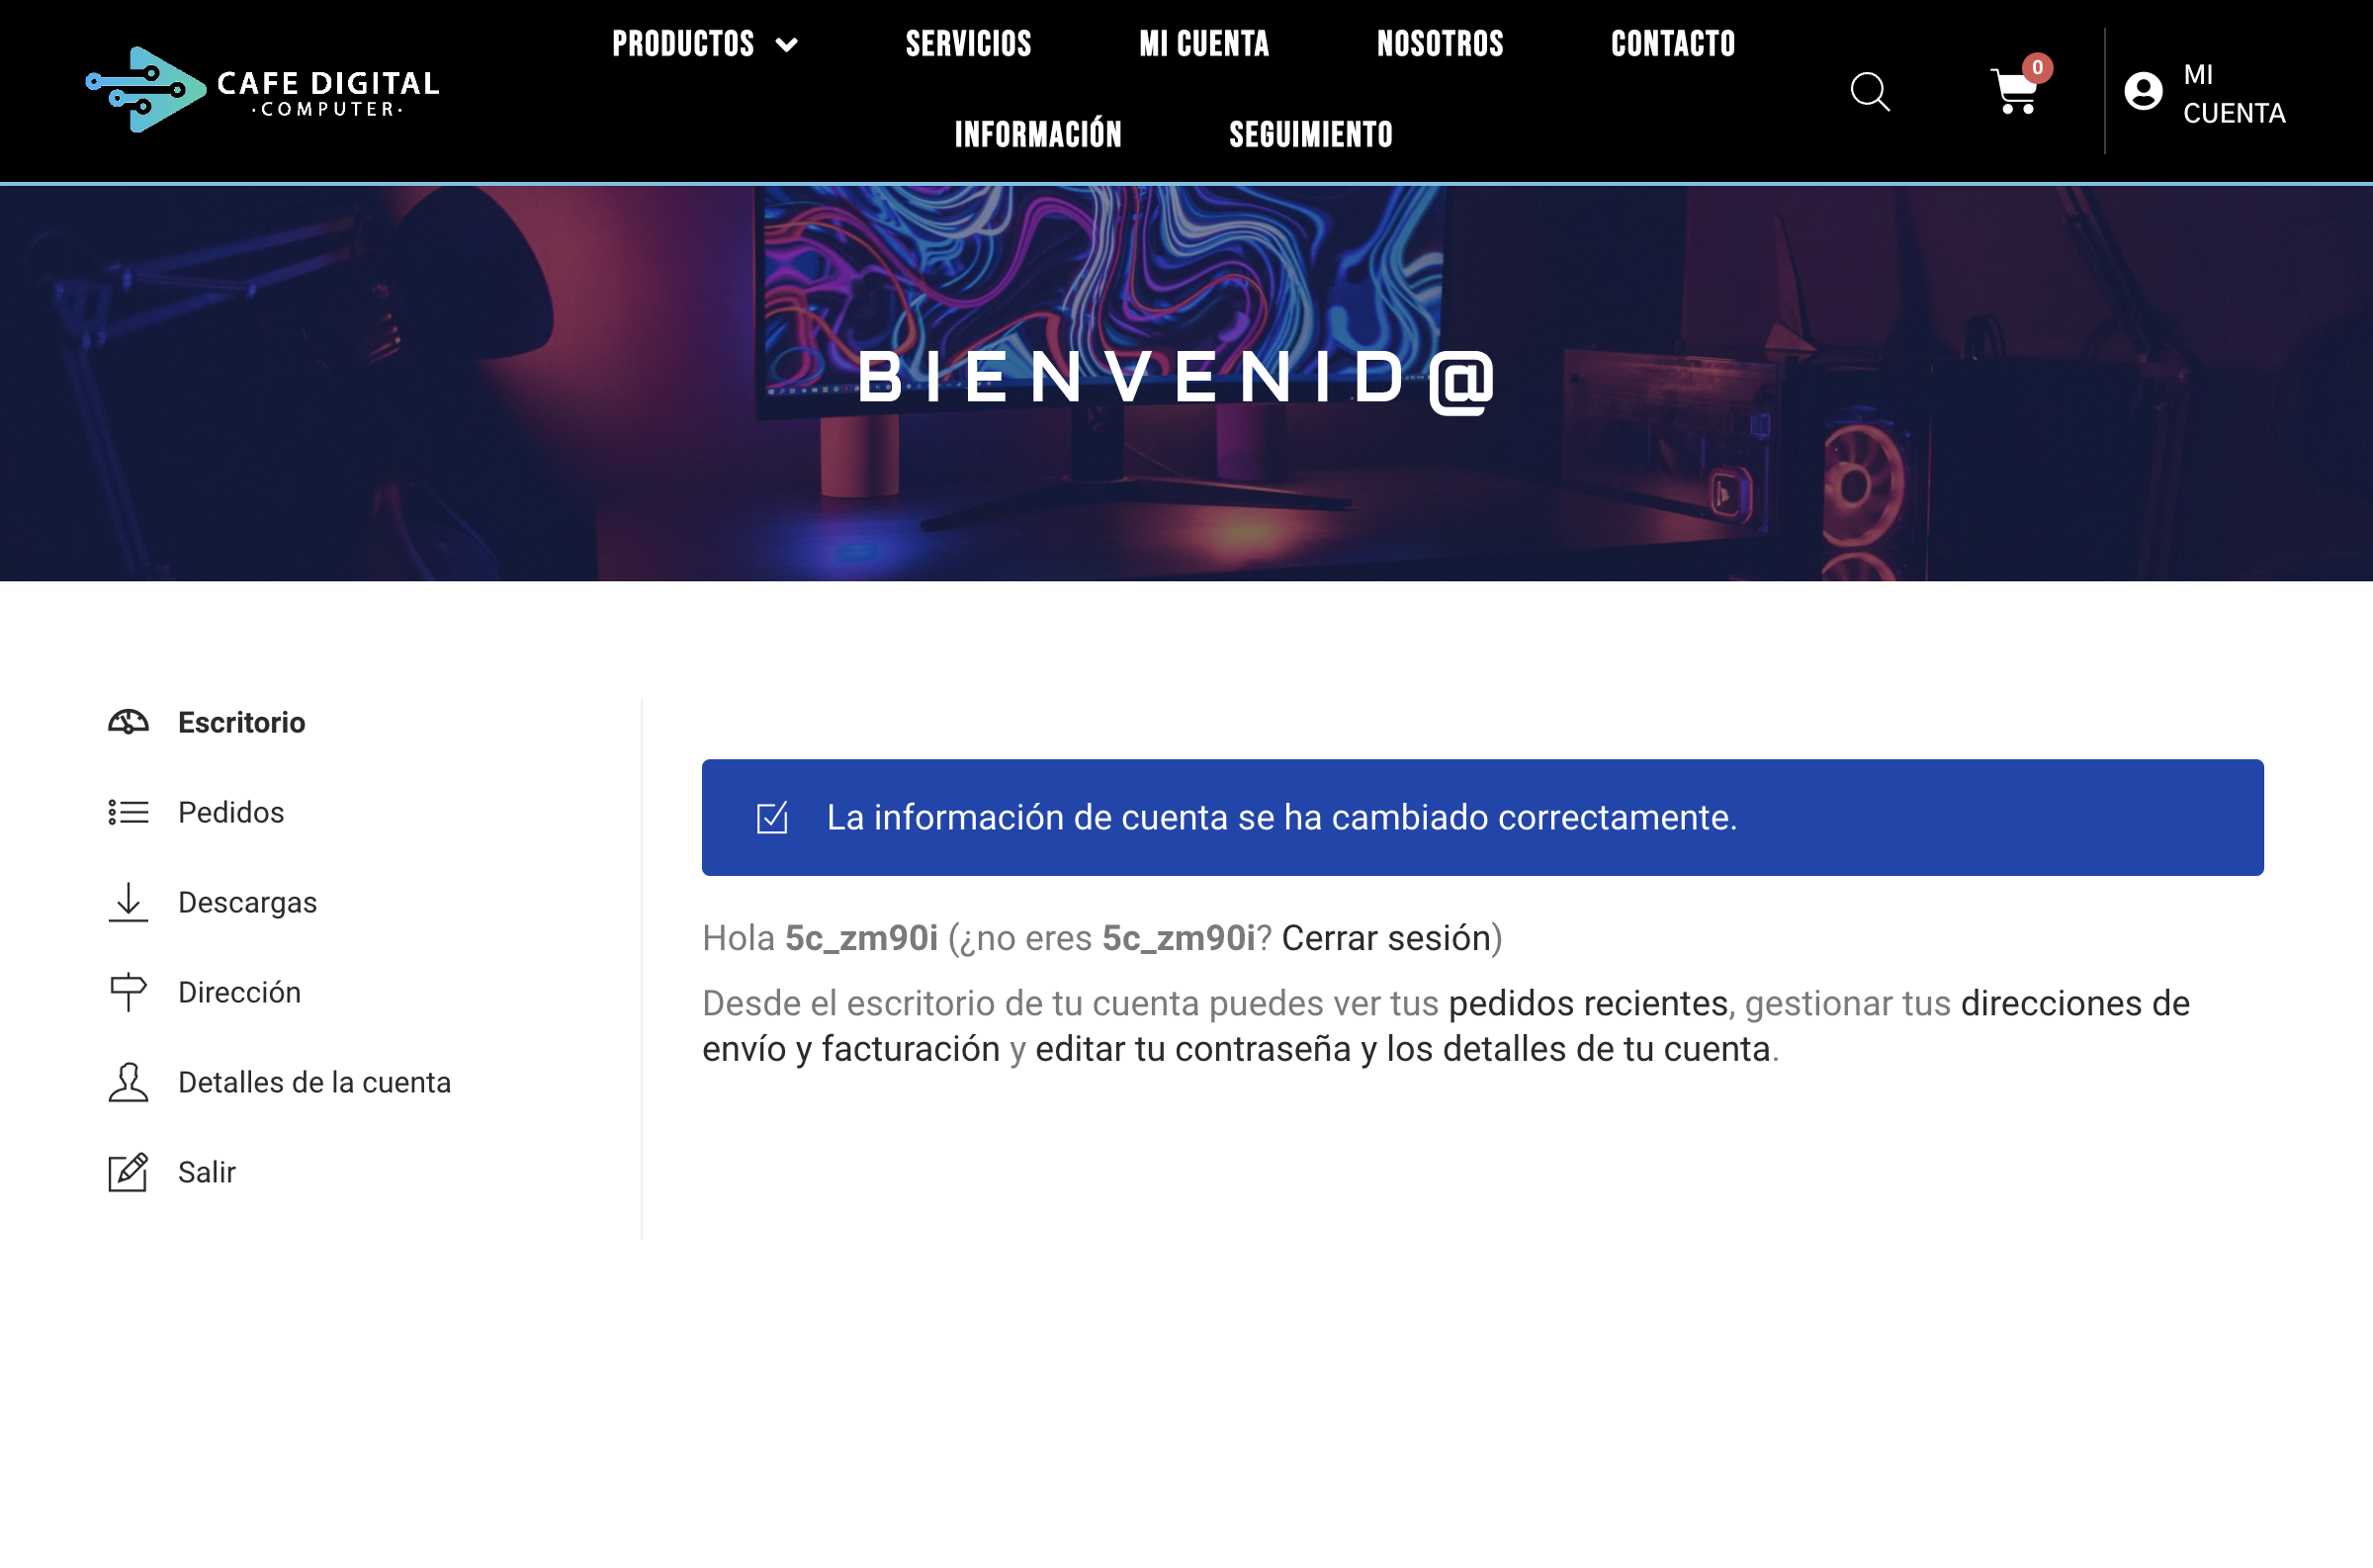 CAFE DIGITAL
·COMPUTER·
PRODUCTOS
SERVICIOS
MI CUENTA
NOSOTROS
CONTACTO
INFORMACIÓN
SEGUIMIENTO
0
MI
CUENTA
BIENVENID@
Escritorio
Pedidos
Descargas
Dirección
Detalles de la cuenta
Salir
La información de cuenta se ha cambiado correctamente.
Hola 5c_zm90i (¿no eres 5c_zm90i? Cerrar sesión)
Desde el escritorio de tu cuenta puedes ver tus pedidos recientes, gestionar tus direcciones de
envío y facturación y editar tu contraseña y los detalles de tu cuenta.